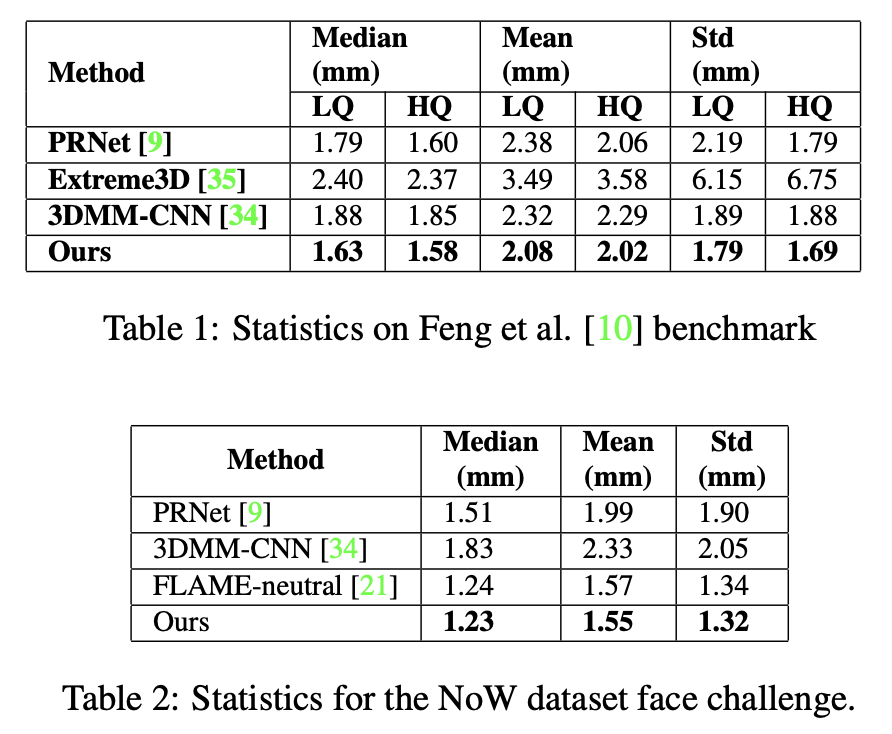 Method Median (mm) Mean (mm) Std (mm)
LQ HQ LQ HQ LQ HQ
PRNet [9] 1.79 1.60 2.38 2.06 2.19 1.79
Extreme3D [35] 2.40 2.37 3.49 3.58 6.15 6.75
3DMM-CNN [34] 1.88 1.85 2.32 2.29 1.89 1.88
Ours 1.63 1.58 2.08 2.02 1.79 1.69
Table 1: Statistics on Feng et al. [10] benchmark
Method Median (mm) Mean (mm) Std (mm)
PRNet [9] 1.51 1.99 1.90
3DMM-CNN [34] 1.83 2.33 2.05
FLAME-neutral [21] 1.24 1.57 1.34
Ours 1.23 1.55 1.32
Table 2: Statistics for the NoW dataset face challenge.